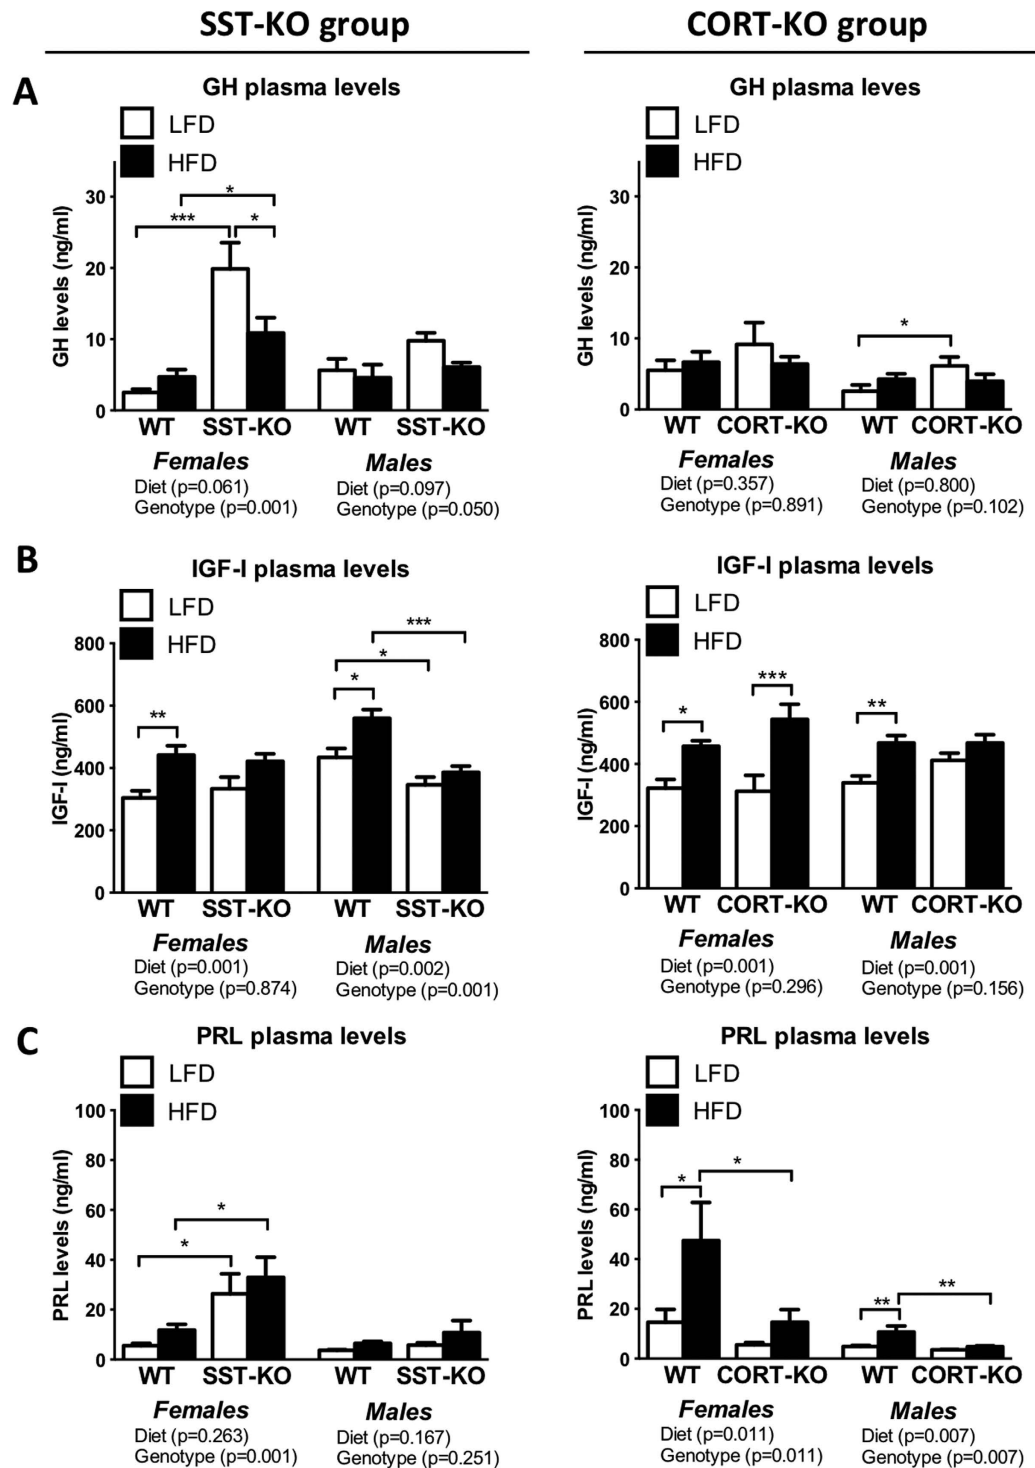 SST-KO group
CORT-KO group
A
GH plasma levels
LFD
HFD
GH levels (ng/ml)
30
20
10
0
*
***
*
WT SST-KO WT SST-KO
Females Males
Diet (p=0.061) Diet (p=0.097)
Genotype (p=0.001) Genotype (p=0.050)
GH plasma leves
LFD
HFD
GH levels (ng/ml)
30
20
10
0
*
WT CORT-KO WT CORT-KO
Females Males
Diet (p=0.357) Diet (p=0.800)
Genotype (p=0.891) Genotype (p=0.102)
B
IGF-I plasma levels
LFD
HFD
IGF-I (ng/ml)
800
600
400
200
0
***
*
*
**
WT SST-KO WT SST-KO
Females Males
Diet (p=0.001) Diet (p=0.002)
Genotype (p=0.874) Genotype (p=0.001)
IGF-I plasma levels
LFD
HFD
IGF-I (ng/ml)
800
600
400
200
0
*
***
**
WT CORT-KO WT CORT-KO
Females Males
Diet (p=0.001) Diet (p=0.001)
Genotype (p=0.296) Genotype (p=0.156)
C
PRL plasma levels
LFD
HFD
PRL levels (ng/ml)
100
80
60
40
20
0
*
*
WT SST-KO WT SST-KO
Females Males
Diet (p=0.263) Diet (p=0.167)
Genotype (p=0.001) Genotype (p=0.251)
PRL plasma levels
LFD
HFD
PRL levels (ng/ml)
100
80
60
40
20
0
*
*
**
**
WT CORT-KO WT CORT-KO
Females Males
Diet (p=0.011) Diet (p=0.007)
Genotype (p=0.011) Genotype (p=0.007)